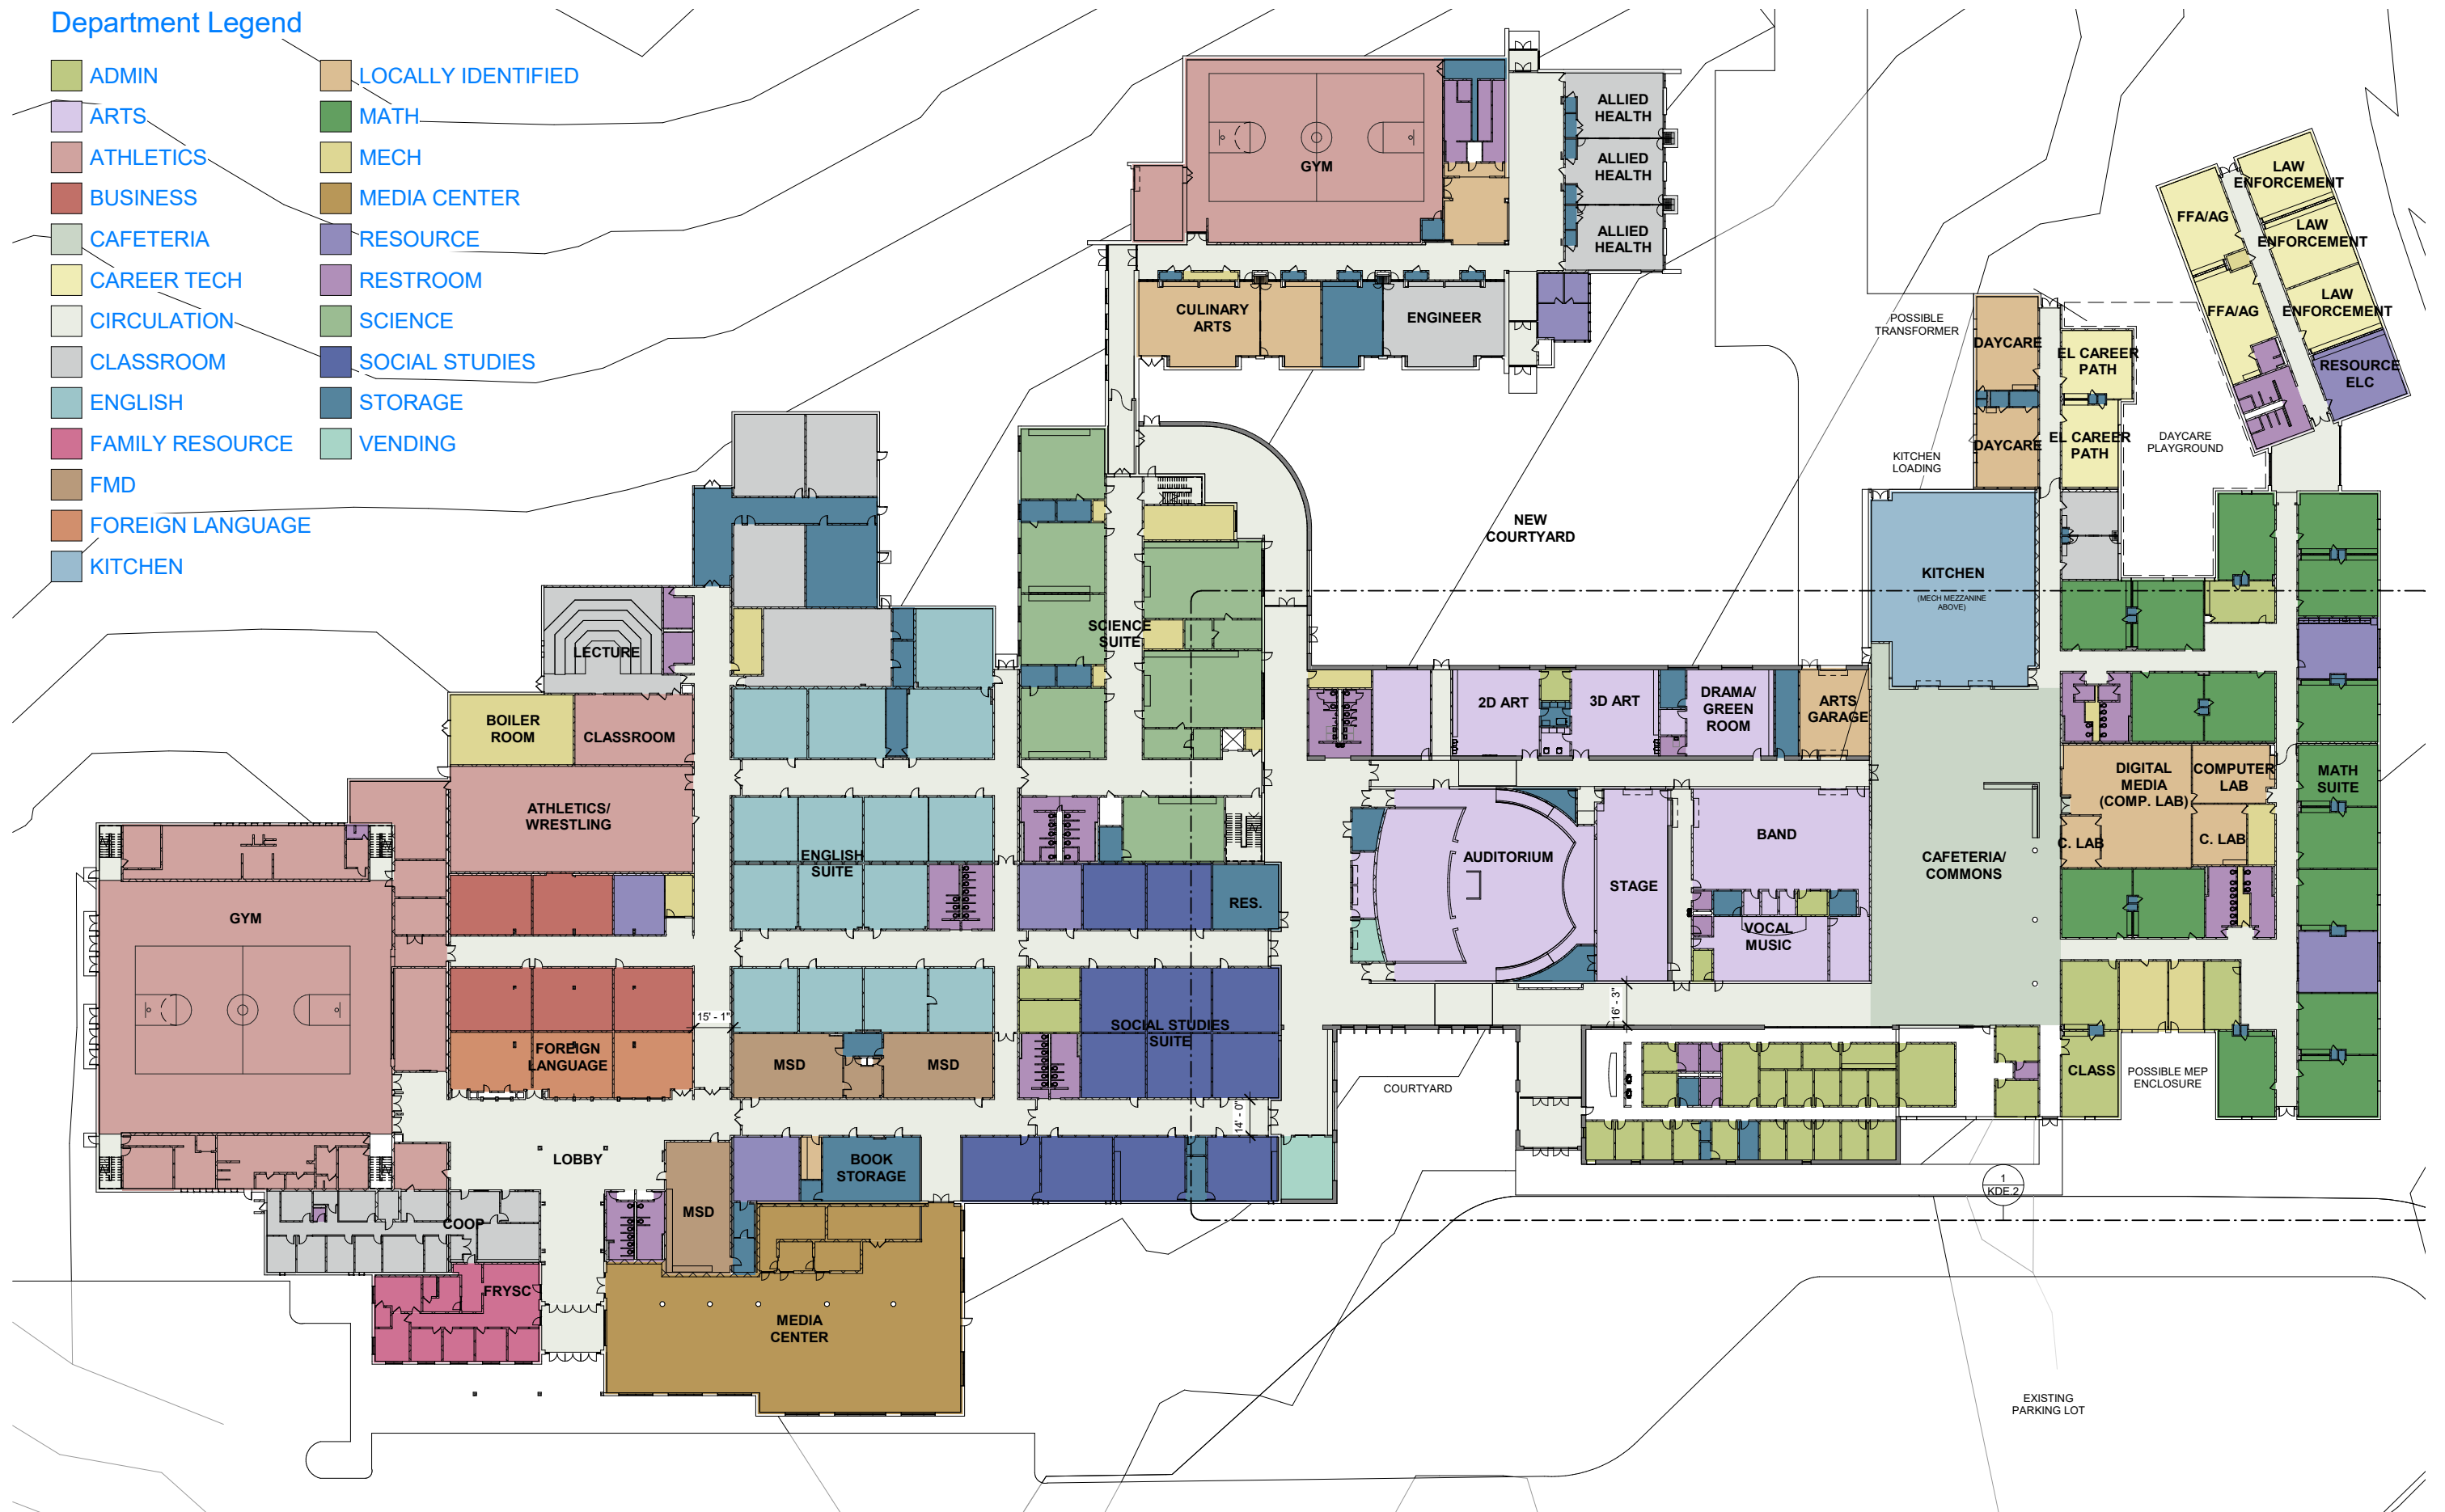 Department Legend
ADMIN
ARTS
ATHLETICS
BUSINESS
CAFETERIA
CAREER TECH
CIRCULATION
CLASSROOM
ENGLISH
FAMILY RESOURCE
FMD
FOREIGN LANGUAGE
KITCHEN
LOCALLY IDENTIFIED
MATH
MECH
MEDIA CENTER
RESOURCE
RESTROOM
SCIENCE
SOCIAL STUDIES
STORAGE
VENDING
GYM
ALLIED
HEALTH
ALLIED
HEALTH
ALLIED
HEALTH
CULINARY
ARTS
ENGINEER
LAW
ENFORCEMENT
FFA/AG
LAW
ENFORCEMENT
FFA/AG
LAW
ENFORCEMENT
RESOURCE
ELC
POSSIBLE
TRANSFORMER
DAYCARE
EL CAREER
PATH
DAYCARE
EL CAREER
PATH
DAYCARE
PLAYGROUND
KITCHEN
LOADING
NEW
COURTYARD
KITCHEN
(MECH MEZZANINE
ABOVE)
SCIENCE
SUITE
LECTURE
BOILER
ROOM
CLASSROOM
2D ART
3D ART
DRAMA/
GREEN
ROOM
ARTS
GARAGE
ATHLETICS/
WRESTLING
DIGITAL
MEDIA
(COMP. LAB)
COMPUTER
LAB
MATH
SUITE
C. LAB
C. LAB
BAND
ENGLISH
SUITE
AUDITORIUM
STAGE
CAFETERIA/
COMMONS
RES.
GYM
VOCAL
MUSIC
15' - 1"
16' - 3"
SOCIAL STUDIES
SUITE
FOREIGN
LANGUAGE
MSD
MSD
COURTYARD
CLASS
POSSIBLE MEP
ENCLOSURE
14' - 0"
LOBBY
BOOK
STORAGE
1
KDE.2
MSD
COOP
FRYSC
MEDIA
CENTER
EXISTING
PARKING LOT